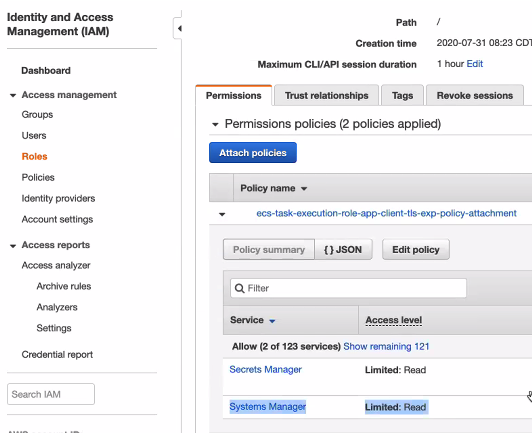 Identity and Access
Management (IAM)
Dashboard
Access management
Groups
Users
Roles
Policies
Identity providers
Account settings
Access reports
Access analyzer
Archive rules
Analyzers
Settings
Credential report
Search IAM
Path /
Creation time 2020-07-31 08:23 CDT
Maximum CLI/API session duration 1 hour Edit
Permissions Trust relationships Tags Revoke sessions
Permissions policies (2 policies applied)
Attach policies
Policy name
ecs-task-execution-role-app-client-tls-exp-policy-attachment
Policy summary {} JSON Edit policy
Filter
Service Access level
Allow (2 of 123 services) Show remaining 121
Secrets Manager Limited: Read
Systems Manager Limited: Read